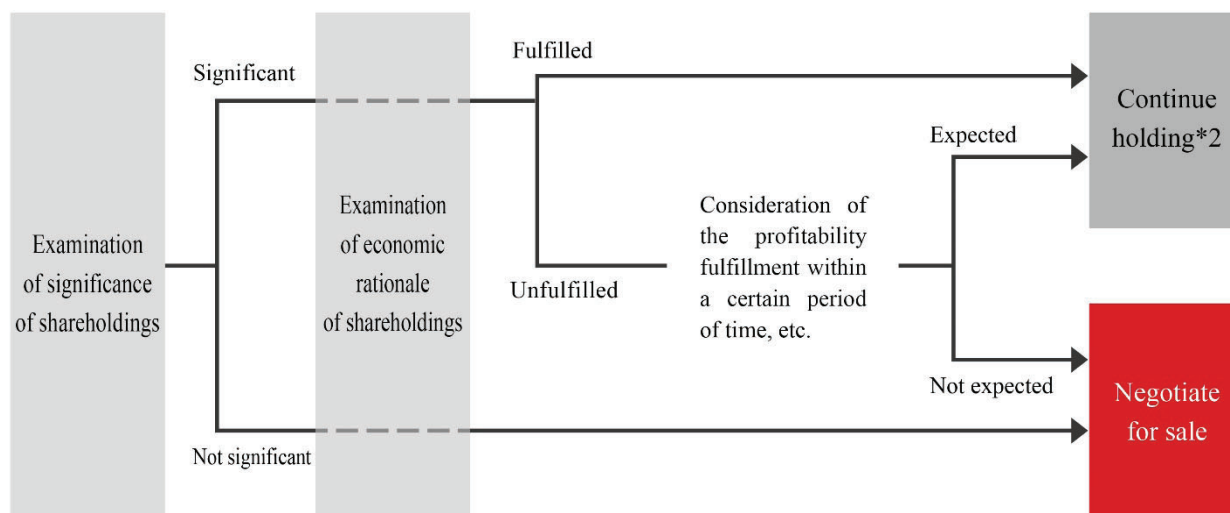 Examination
of significance
of shareholdings
Significant
Not significant
Examination
of economic
rationale
of shareholdings
Fulfilled
Unfulfilled
Consideration of
the profitability
fulfillment within
a certain period
of time, etc.
Expected
Not expected
Continue
holding*2
Negotiate
for sale